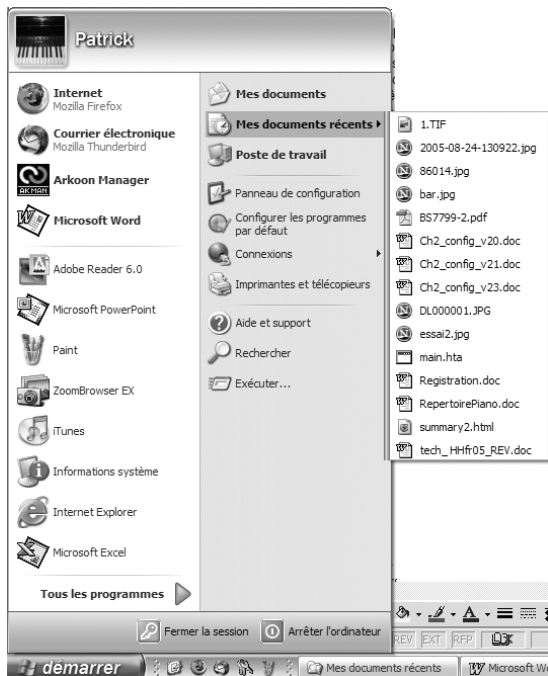 Patrick
Internet
Mozilla Firefox
Courrier électronique
Mozilla Thunderbird
AKMAN
Arkoon Manager
Microsoft Word
Adobe Reader 6.0
Microsoft PowerPoint
Paint
ZoomBrowser EX
iTunes
Informations système
Internet Explorer
Microsoft Excel
Tous les programmes
Mes documents
Mes documents récents
Poste de travail
Panneau de configuration
Configurer les programmes
par défaut
Connexions
Imprimantes et télécopieurs
Aide et support
Rechercher
Exécuter...
1.TIF
2005-08-24-130922.jpg
86014.jpg
bar.jpg
BS7799-2.pdf
Ch2_config_v20.doc
Ch2_config_v21.doc
Ch2_config_v23.doc
DL000001.JPG
essai2.jpg
main.hta
Registration.doc
RepertoirePiano.doc
summary2.html
tech_HHfr05_REV.doc
Fermer la session
Arrêter l'ordinateur
REV EXT RFP
démarrer
Mes documents récents
Microsoft Wo